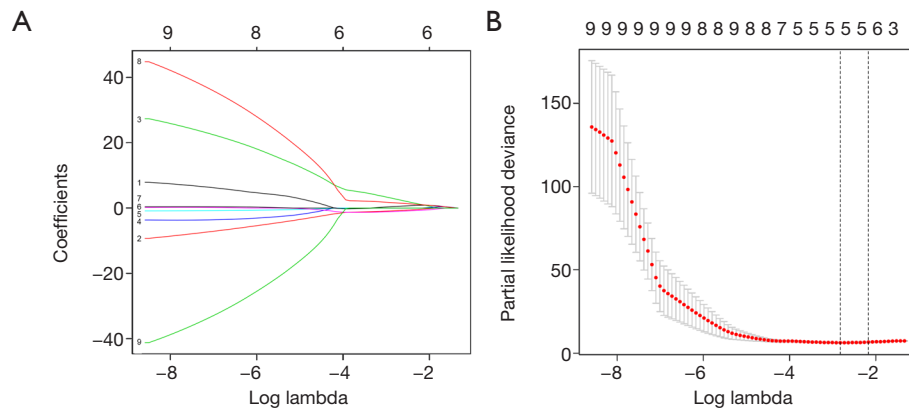 A
9 8 6 6
40
20
0
−20
−40
8
3
1
7
6
5
4
2
9
Coefficients
−8 −6 −4 −2
Log lambda
B
9 9 9 9 9 9 9 8 8 9 8 8 7 5 5 5 5 5 6 3
150
100
50
0
Partial likelihood deviance
−8 −6 −4 −2
Log lambda